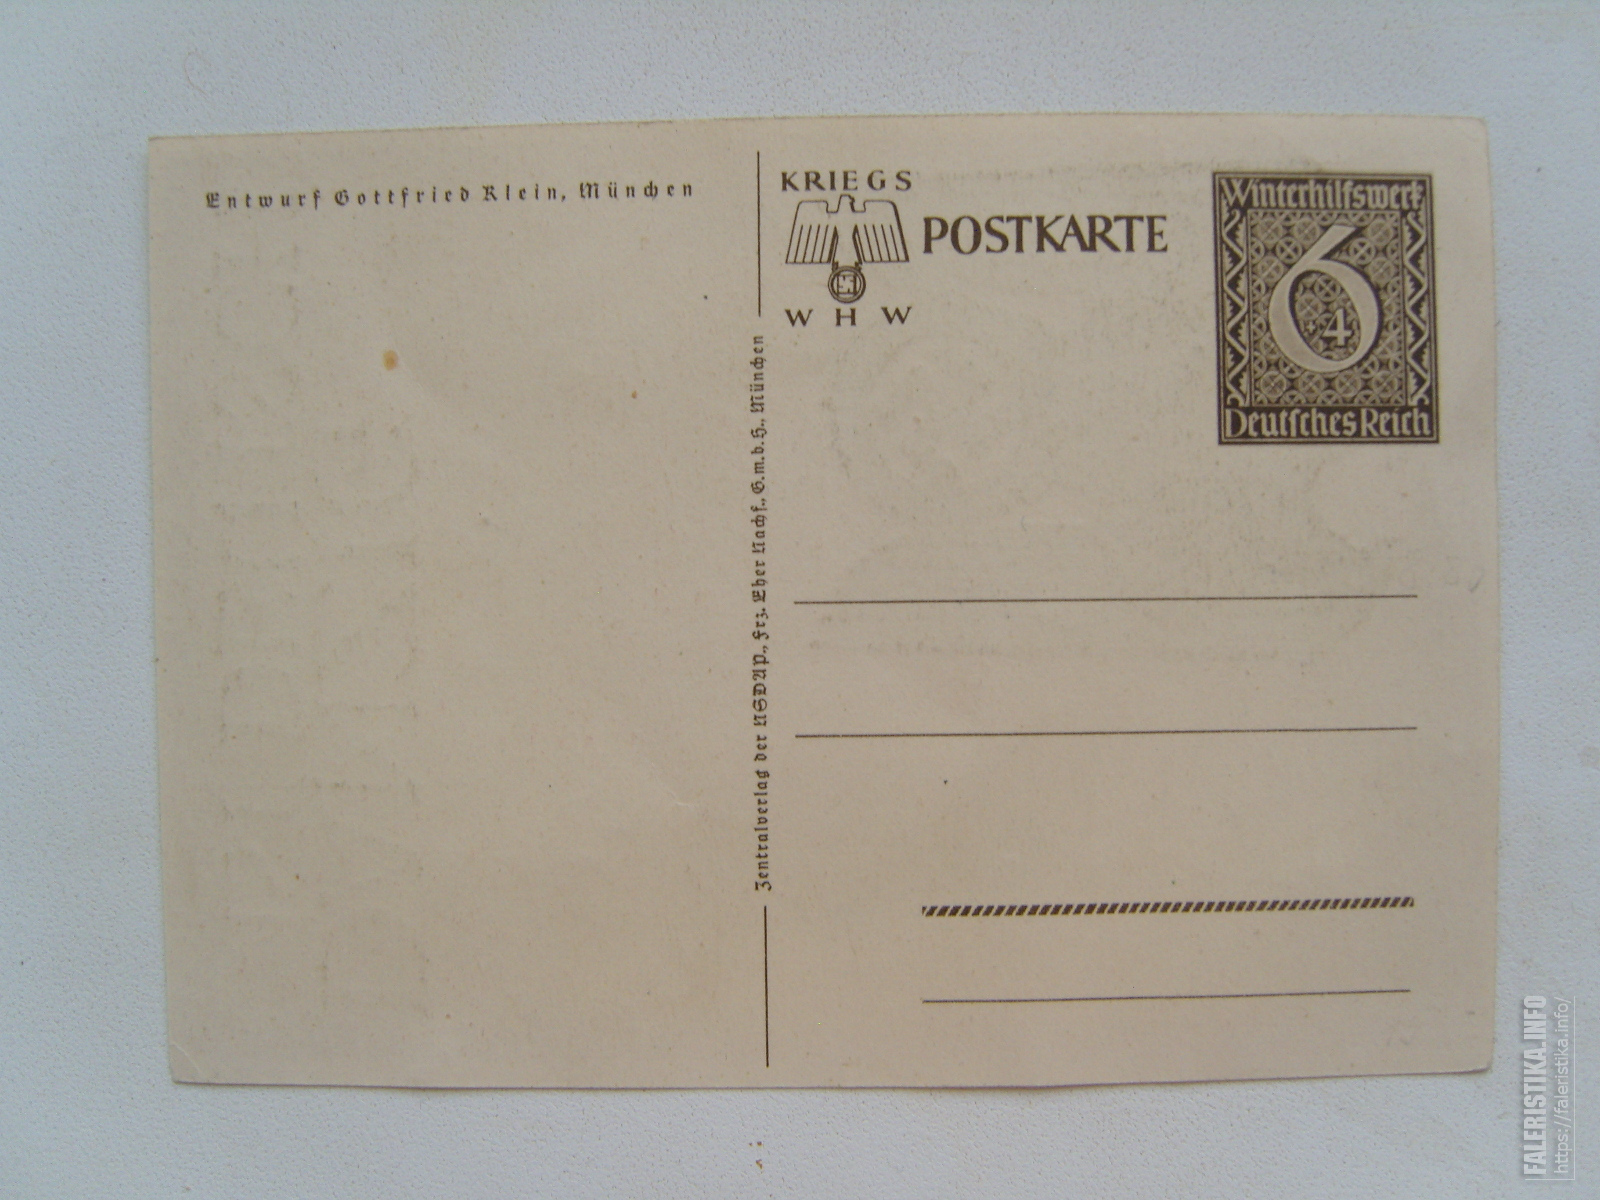 Entwurf Gottfried Klein, München
KRIEGS
POSTKARTE
W H W
Winterhilfswerk
6
+4
Deutsches Reich
Zentralverlag der NSDAP., Frz. Eher Nachf., G.m.b.H., München
FALERISTIKA.INFO
https://faleristika.info/